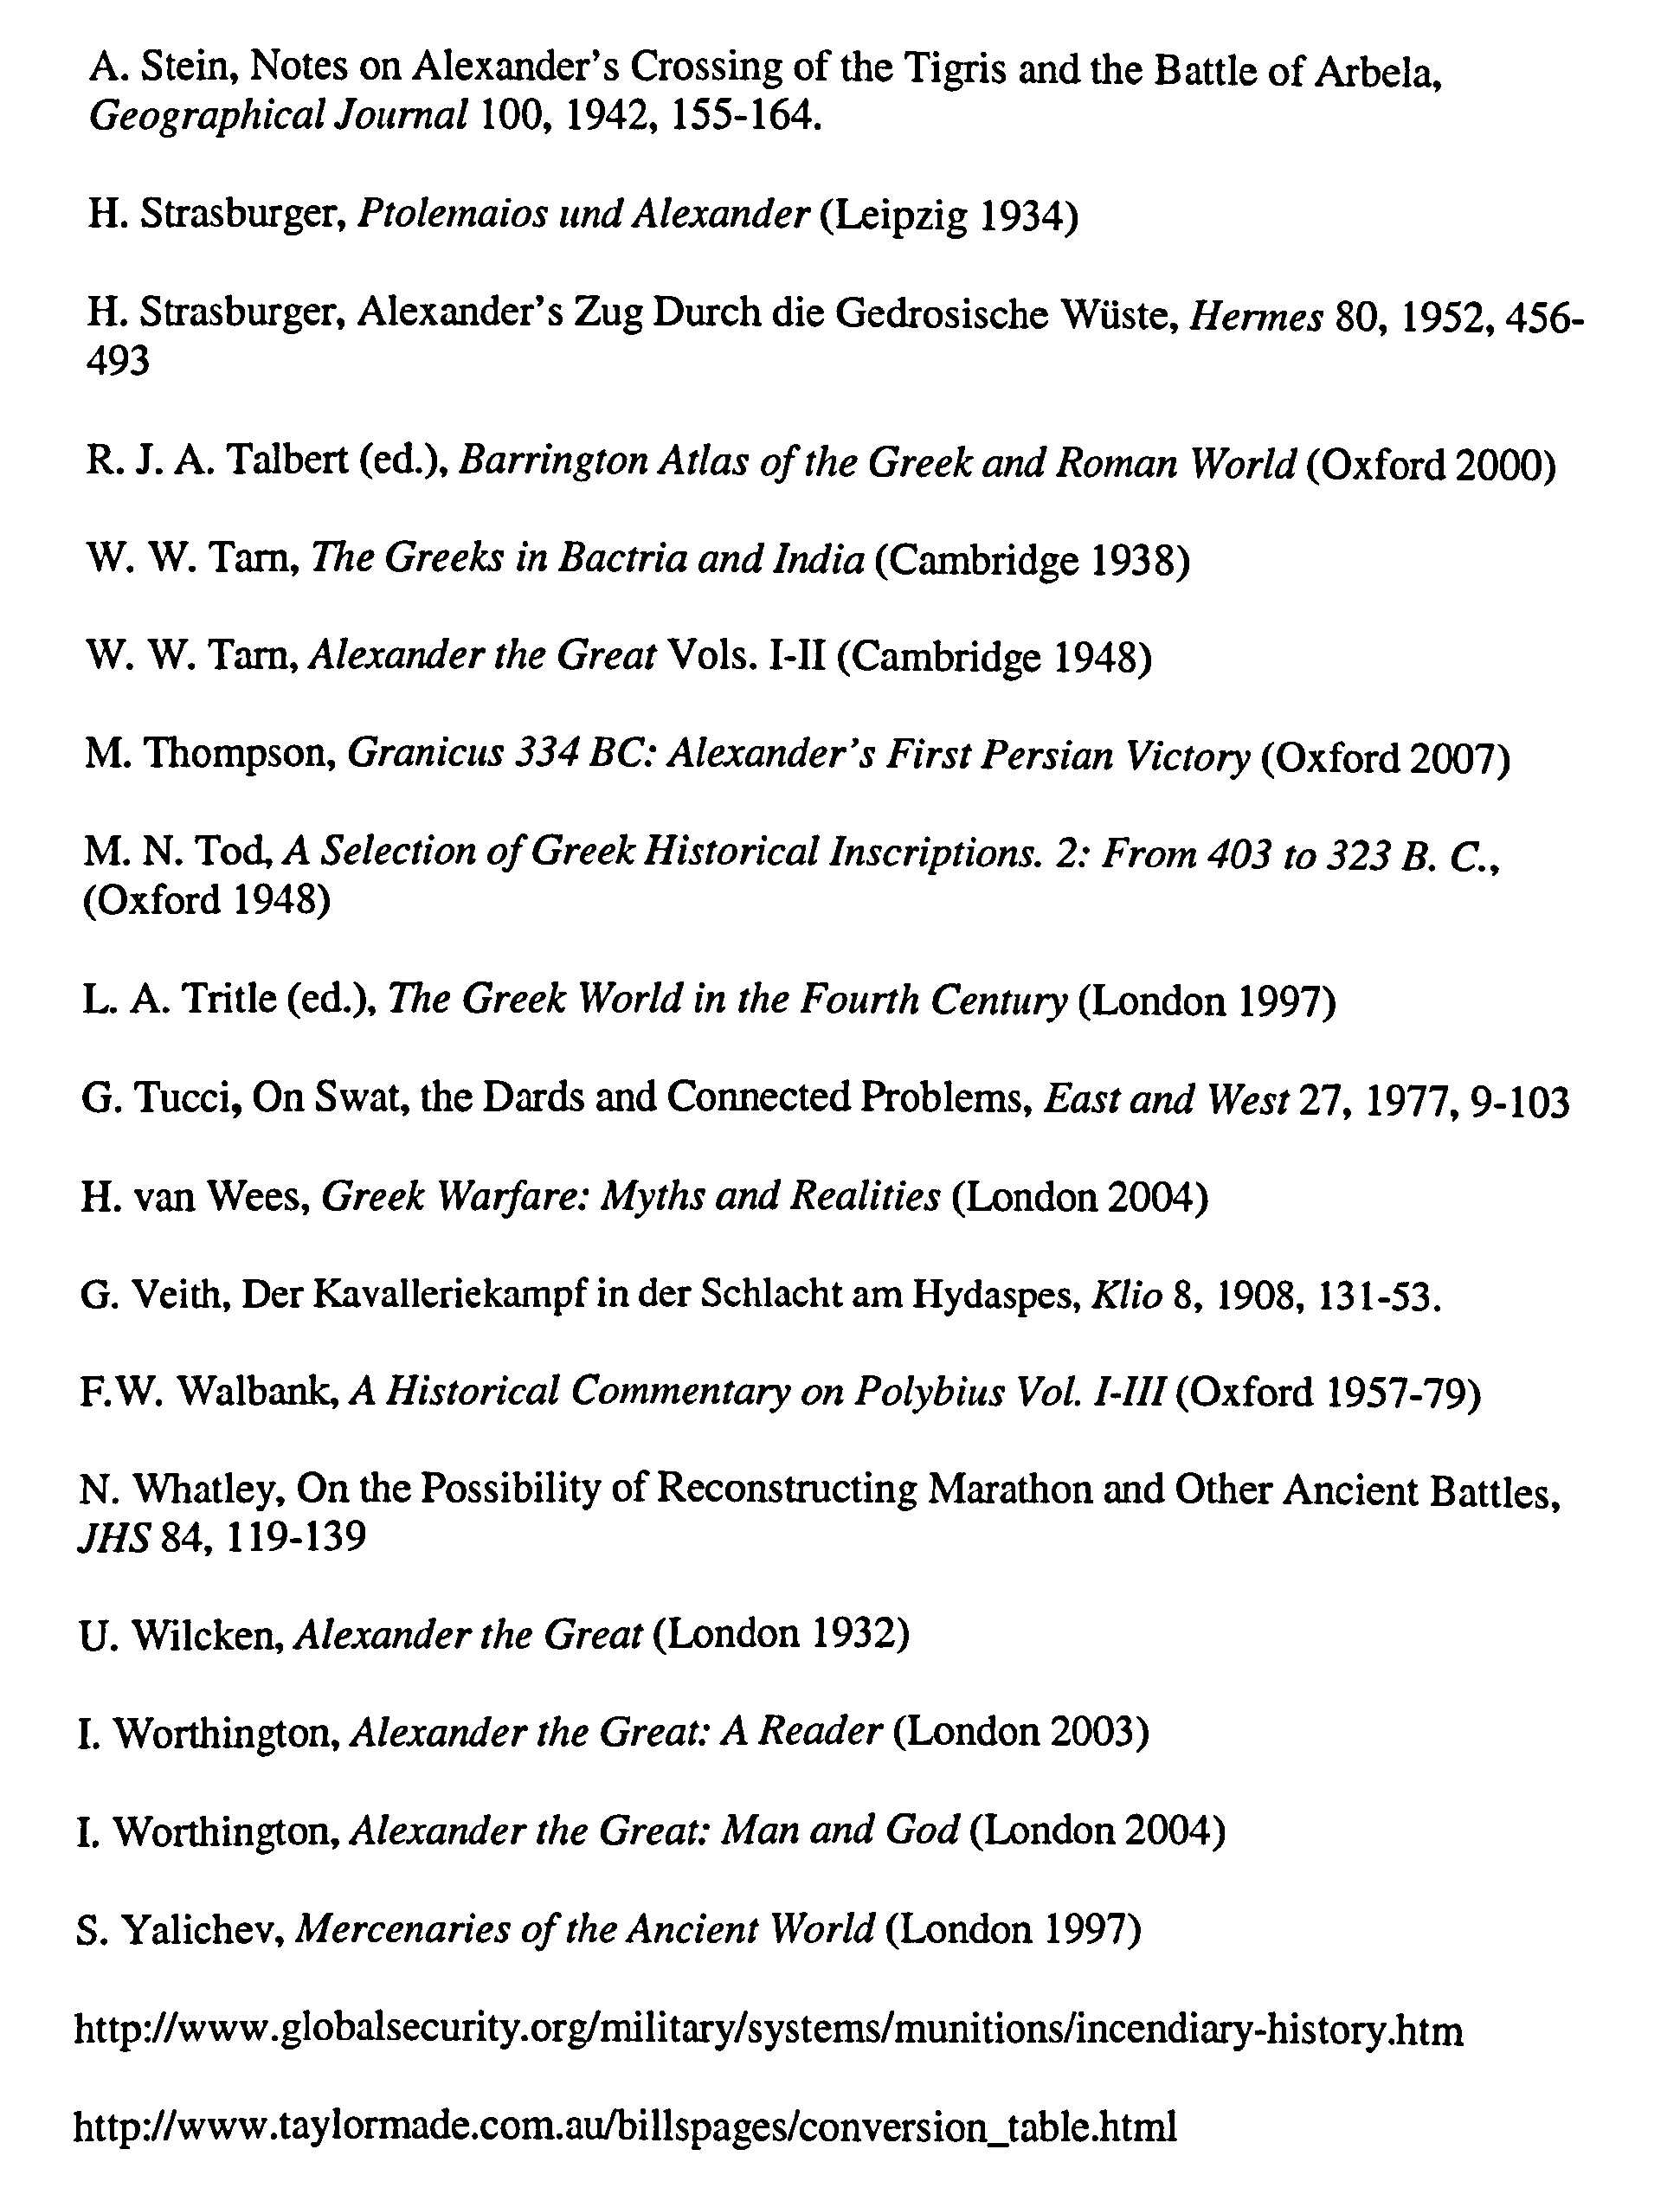 A. Stein, Notes on Alexander's Crossing of the Tigris and the Battle of Arbela,
Geographical Journal 100, 1942, 155-164.
H. Strasburger, Ptolemaios und Alexander (Leipzig 1934)
H. Strasburger, Alexander's Zug Durch die Gedrosische Wüste, Hermes 80, 1952, 456-
493
R. J. A. Talbert (ed.), Barrington Atlas of the Greek and Roman World (Oxford 2000)
W. W. Tarn, The Greeks in Bactria and India (Cambridge 1938)
W. W. Tarn, Alexander the Great Vols. I-II (Cambridge 1948)
M. Thompson, Granicus 334 BC: Alexander's First Persian Victory (Oxford 2007)
M. N. Tod, A Selection of Greek Historical Inscriptions. 2: From 403 to 323 B. C.,
(Oxford 1948)
L. A. Tritle (ed.), The Greek World in the Fourth Century (London 1997)
G. Tucci, On Swat, the Dards and Connected Problems, East and West 27, 1977, 9-103
H. van Wees, Greek Warfare: Myths and Realities (London 2004)
G. Veith, Der Kavalleriekampf in der Schlacht am Hydaspes, Klio 8, 1908, 131-53.
F.W. Walbank, A Historical Commentary on Polybius Vol. I-III (Oxford 1957-79)
N. Whatley, On the Possibility of Reconstructing Marathon and Other Ancient Battles,
JHS 84, 119-139
U. Wilcken, Alexander the Great (London 1932)
I. Worthington, Alexander the Great: A Reader (London 2003)
I. Worthington, Alexander the Great: Man and God (London 2004)
S. Yalichev, Mercenaries of the Ancient World (London 1997)
http://www.globalsecurity.org/military/systems/munitions/incendiary-history.htm
http://www.taylormade.com.au/billspages/conversion_table.html